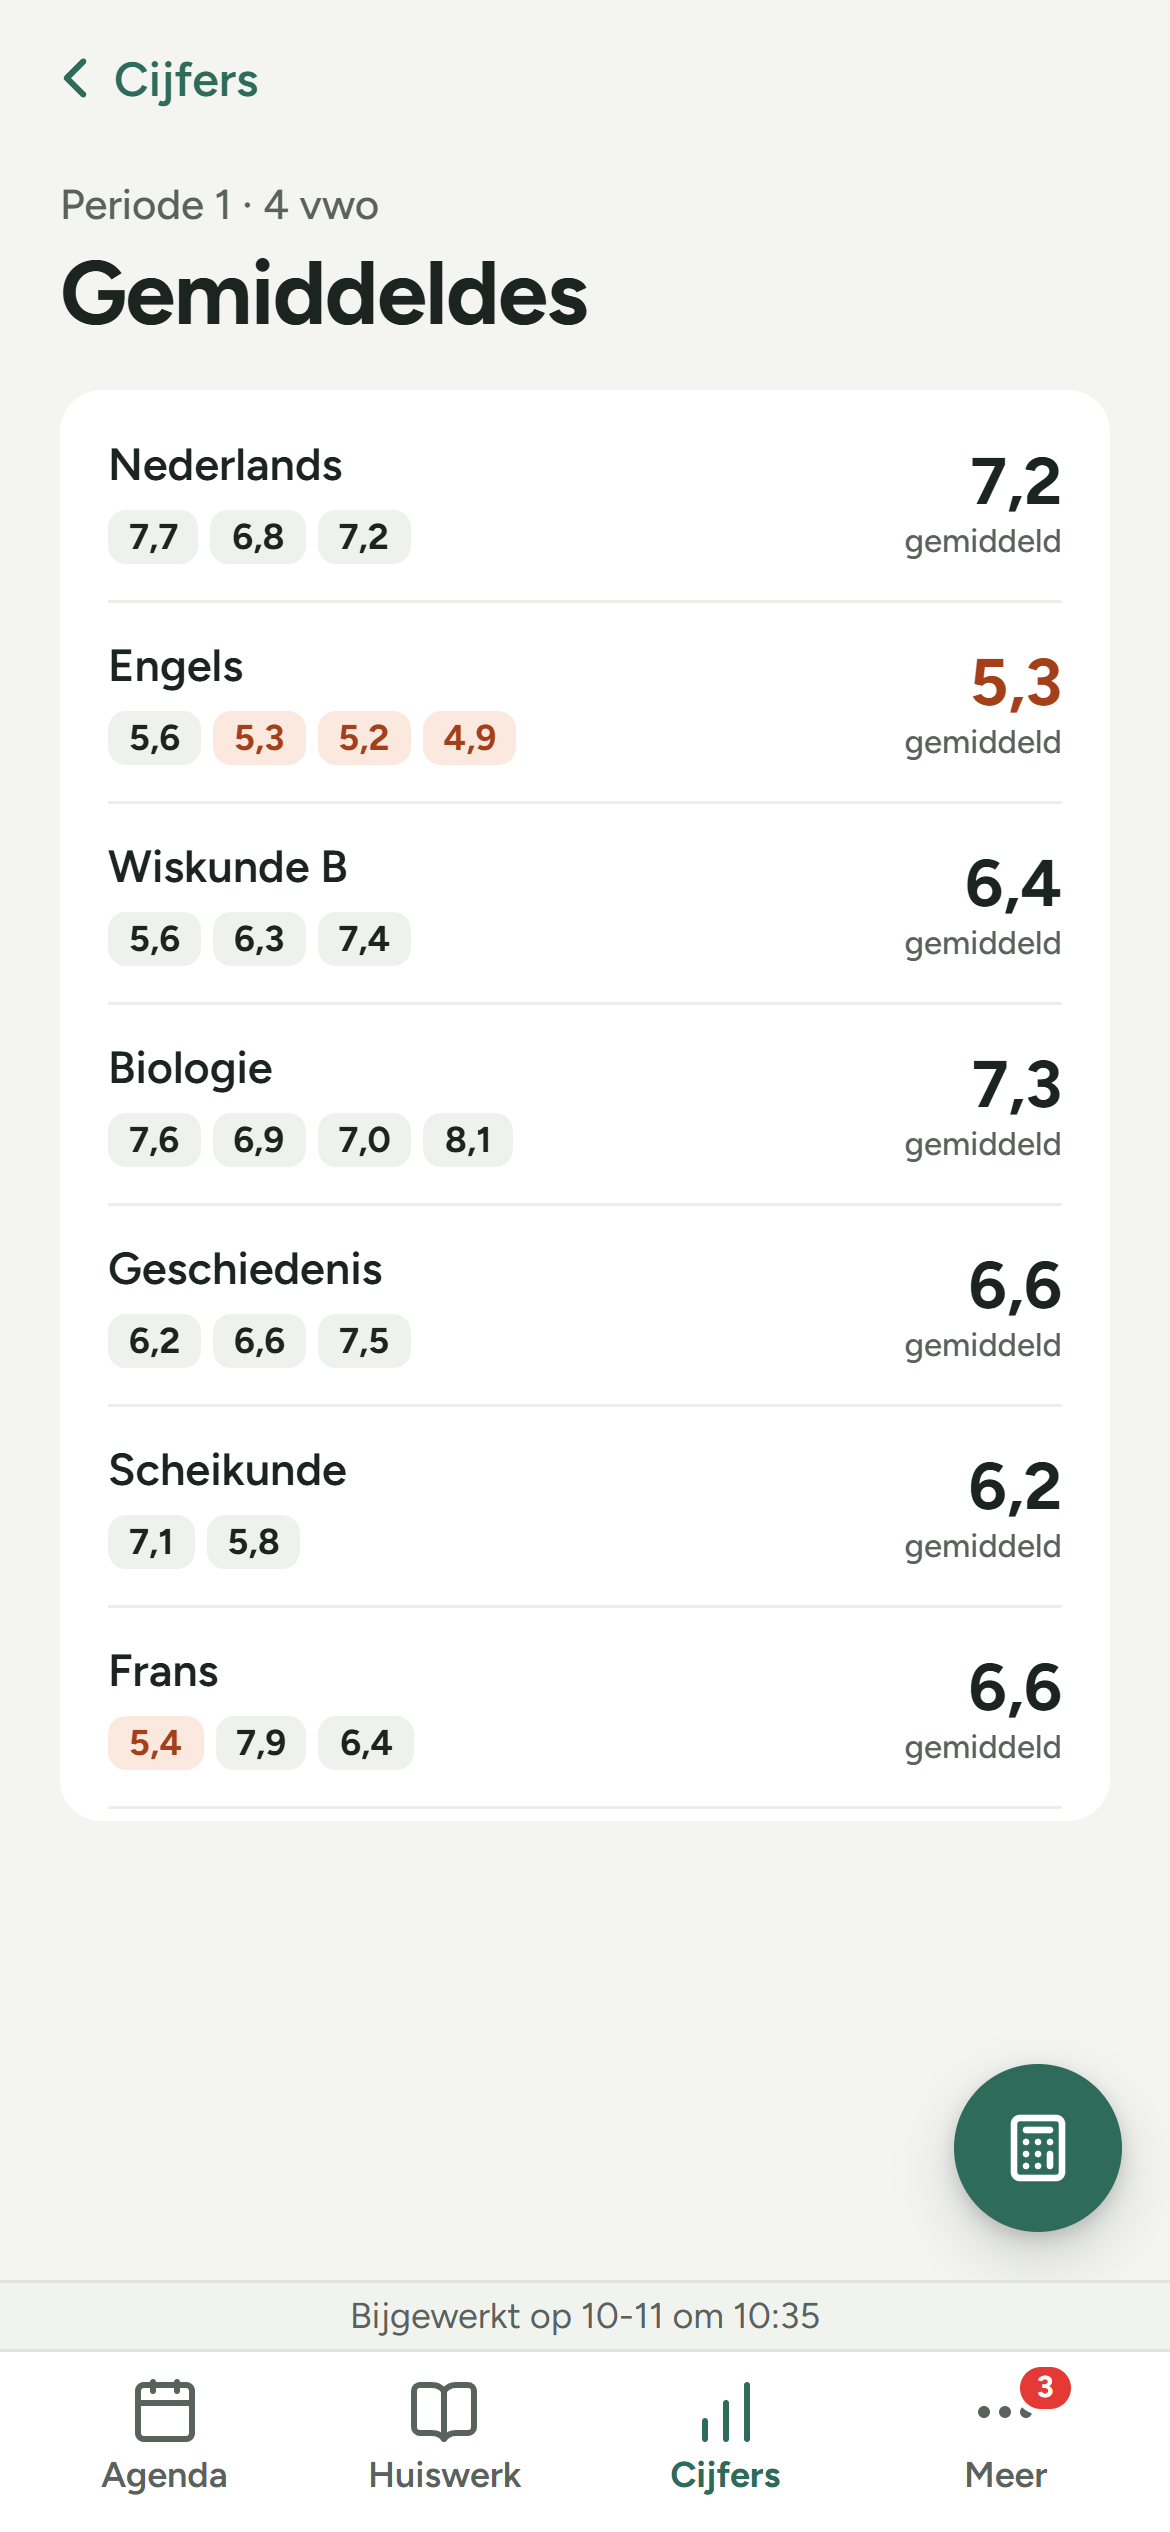 Cijfers
Periode 1 · 4 vwo
Gemiddeldes
Nederlands
7,7 6,8 7,2
7,2
gemiddeld
Engels
5,6 5,3 5,2 4,9
5,3
gemiddeld
Wiskunde B
5,6 6,3 7,4
6,4
gemiddeld
Biologie
7,6 6,9 7,0 8,1
7,3
gemiddeld
Geschiedenis
6,2 6,6 7,5
6,6
gemiddeld
Scheikunde
7,1 5,8
6,2
gemiddeld
Frans
5,4 7,9 6,4
6,6
gemiddeld
Bijgewerkt op 10-11 om 10:35
3
Agenda Huiswerk Cijfers Meer